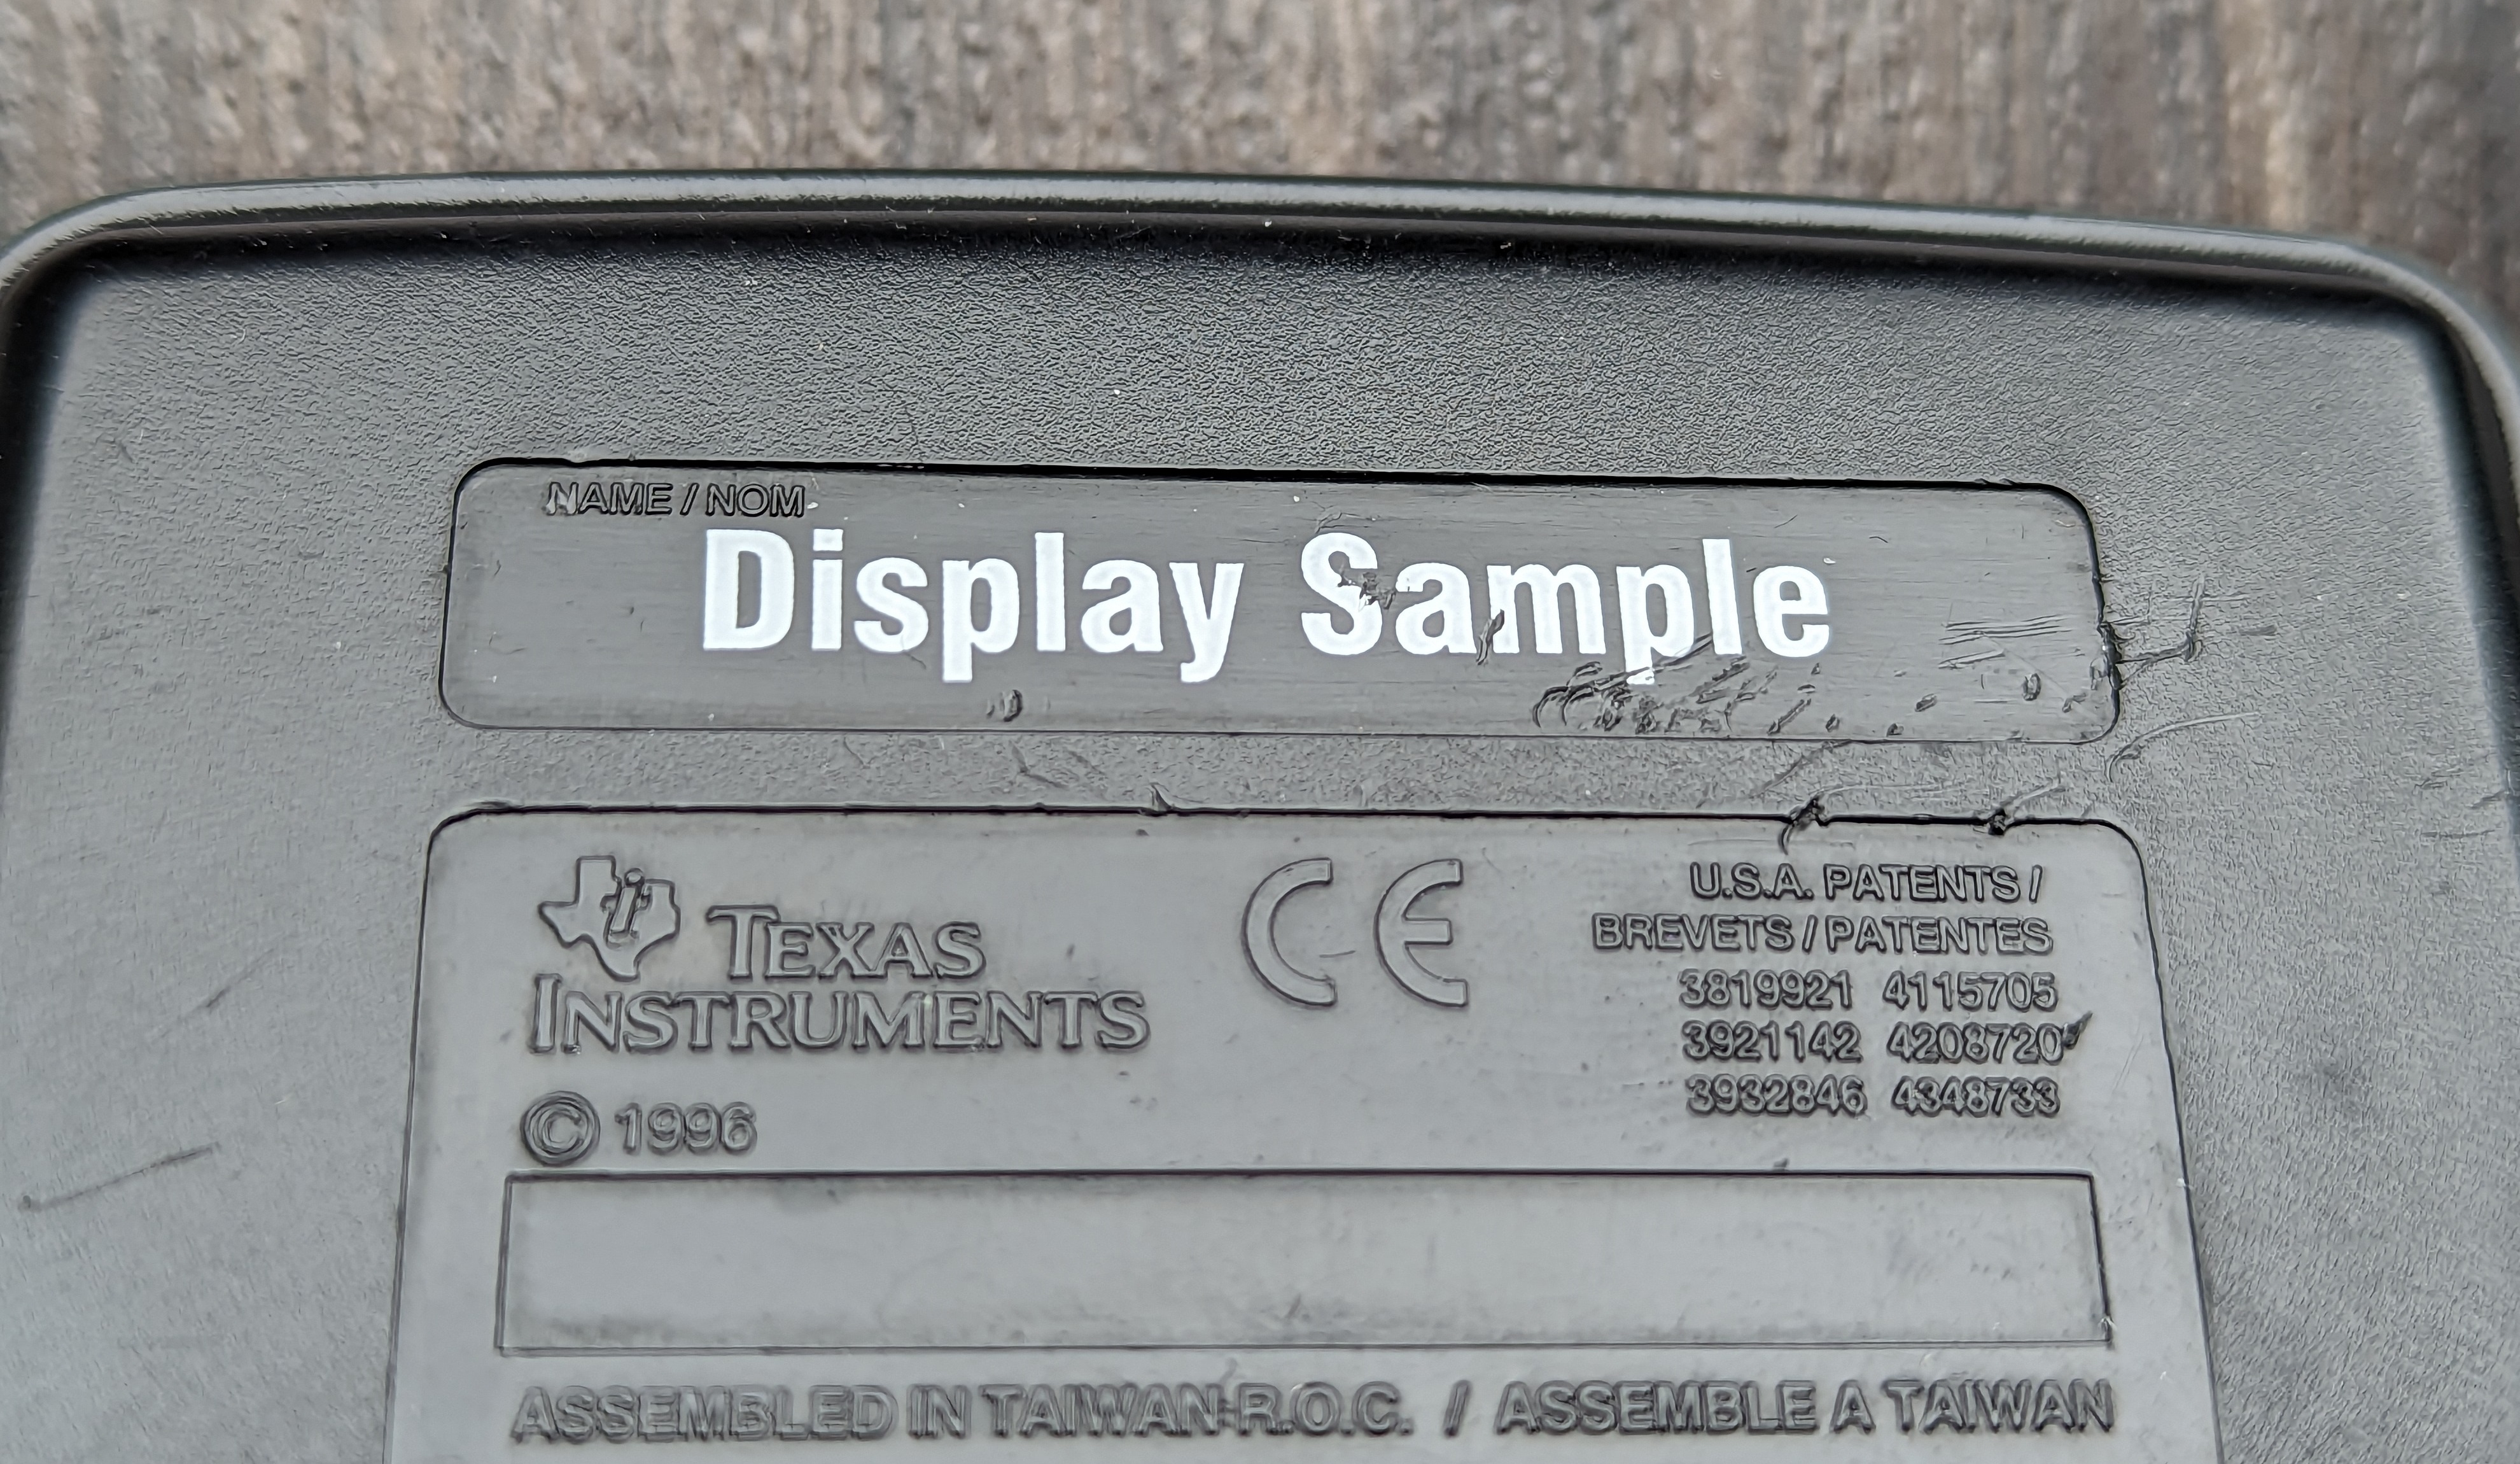 NAME / NOM
Display Sample
TEXAS
INSTRUMENTS
CE
© 1996
U.S.A. PATENTS /
BREVETS / PATENTES
3819921 4115705
3921142 4208720
3932846 4348733
ASSEMBLED IN TAIWAN R.O.C. / ASSEMBLE A TAIWAN